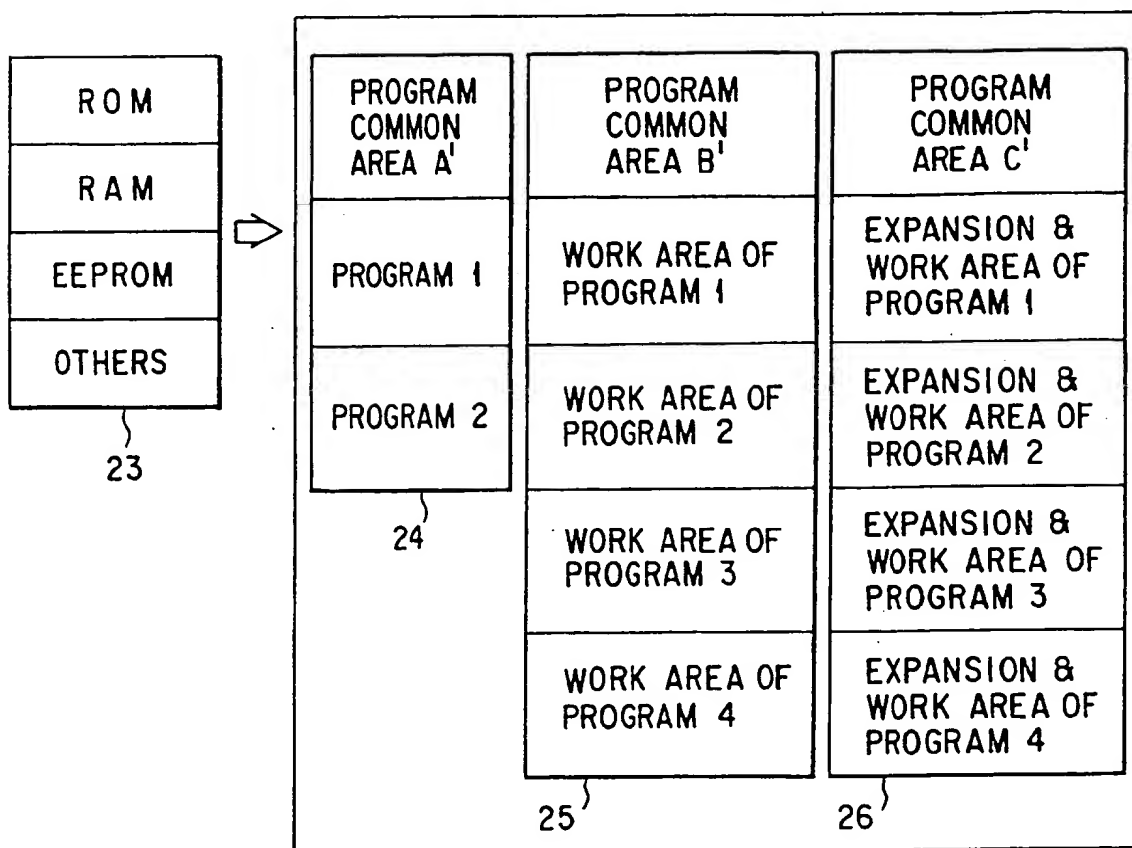 ROM
RAM
EEPROM
OTHERS
23
PROGRAM
COMMON
AREA A'
PROGRAM 1
PROGRAM 2
24
PROGRAM
COMMON
AREA B'
WORK AREA OF
PROGRAM 1
WORK AREA OF
PROGRAM 2
WORK AREA OF
PROGRAM 3
WORK AREA OF
PROGRAM 4
25
PROGRAM
COMMON
AREA C'
EXPANSION &
WORK AREA OF
PROGRAM 1
EXPANSION &
WORK AREA OF
PROGRAM 2
EXPANSION &
WORK AREA OF
PROGRAM 3
EXPANSION &
WORK AREA OF
PROGRAM 4
26